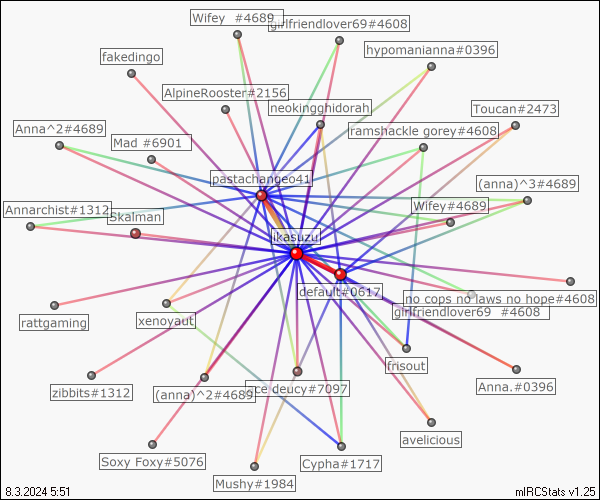 Wifey #4689
girlfriendlover69#4608
hypomanianna#0396
fakedingo
AlpineRooster#2156
neokingghidorah
Toucan#2473
Anna^2#4689
Mad #6901
ramshackle gorey#4608
pastachangeo41
(anna)^3#4689
Annarchist#1312
Skaiman
Wifey#4689
ikasuzu
default#0617
no cops no laws no hope#4608
girlfriendlover69 #4608
rattgaming
xenoyaut
frisout
zibbits#1312
(anna)^2#4689
ce deucy#7097
Anna.#0396
avelicious
Soxy Foxy#5076
Cypha#1717
Mushy#1984
8.3.2024 5:51
mIRCStats v1.25